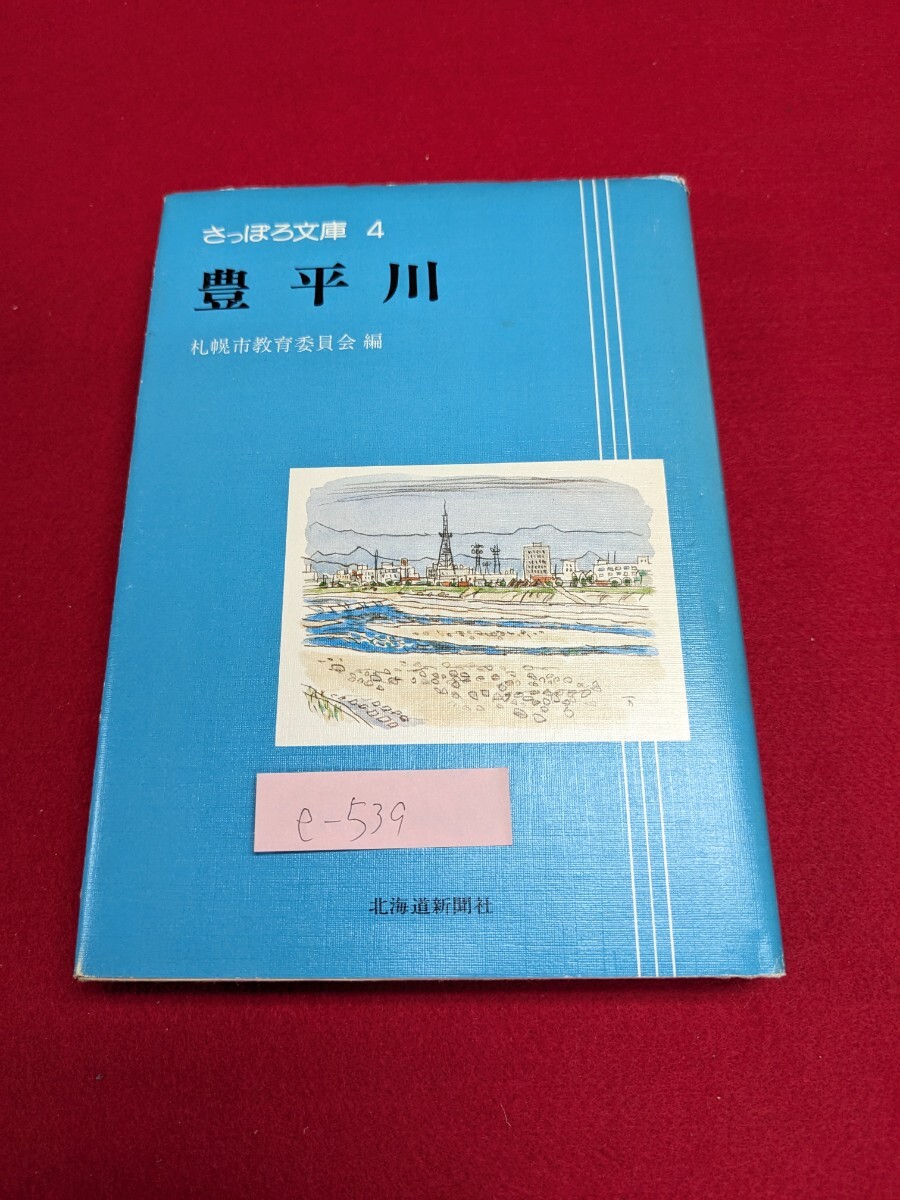 さっぽろ文庫 4
豊平川
札幌市教育委員会 編
e-539
北海道新聞社